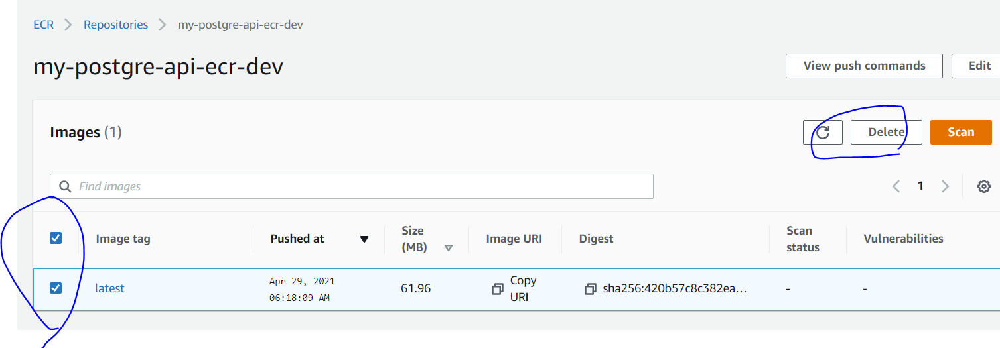 ECR > Repositories > my-postgre-api-ecr-dev
my-postgre-api-ecr-dev
View push commands
Edit
Images (1)
Delete
Scan
Find images
1
Image tag
Pushed at
Size
(MB)
Image URI
Digest
Scan
status
Vulnerabilities
latest
Apr 29, 2021
06:18:09 AM
61.96
Copy
URI
sha256:420b57c8c382ea...
-
-